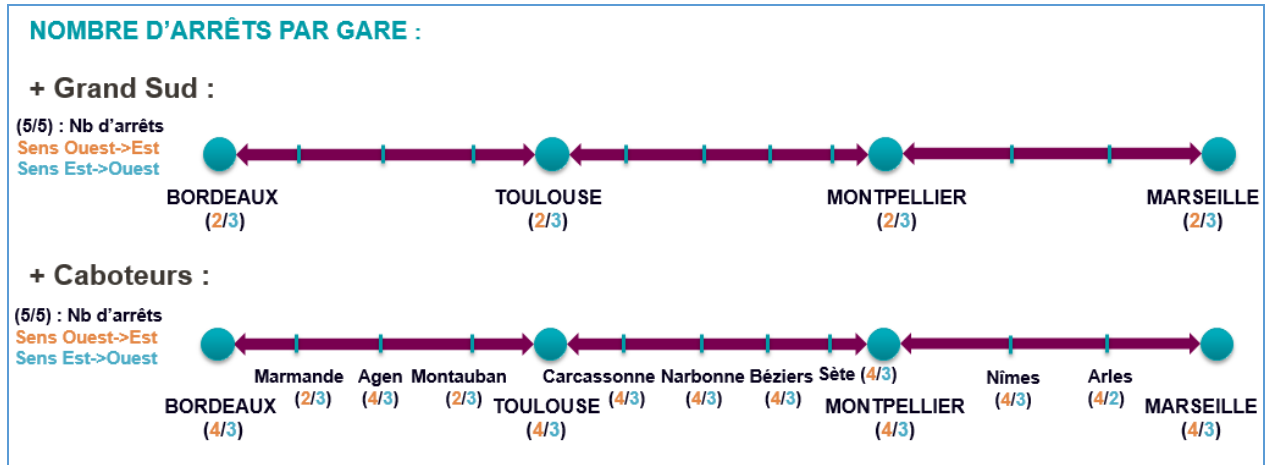 NOMBRE D'ARRÊTS PAR GARE :
+ Grand Sud :
(5/5) : Nb d'arrêts
Sens Ouest->Est
Sens Est->Ouest
BORDEAUX TOULOUSE MONTPELLIER MARSEILLE
(2/3) (2/3) (2/3) (2/3)
+ Caboteurs :
(5/5) : Nb d'arrêts
Sens Ouest->Est
Sens Est->Ouest
Marmande Agen Montauban Carcassonne Narbonne Béziers Sète (4/3) Nîmes Arles
(2/3) (4/3) (2/3) (4/3) (4/3) (4/3) (4/3) (4/2)
BORDEAUX TOULOUSE MONTPELLIER MARSEILLE
(4/3) (4/3) (4/3) (4/3)